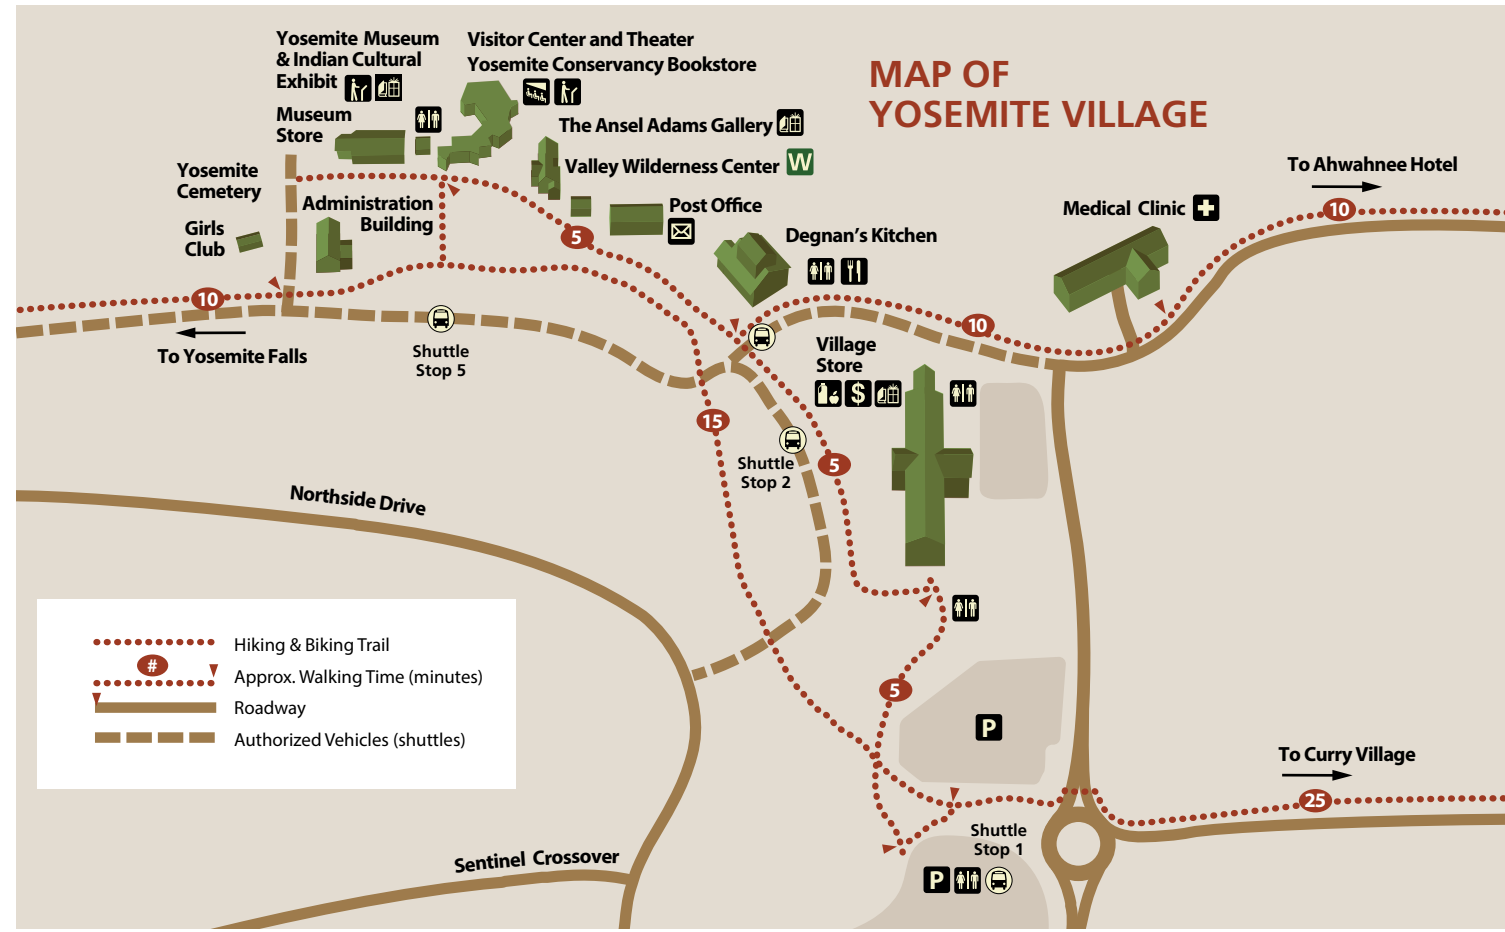 MAP OF
YOSEMITE VILLAGE
Yosemite Museum
& Indian Cultural
Exhibit
Museum
Store
Visitor Center and Theater
Yosemite Conservancy Bookstore
The Ansel Adams Gallery
Valley Wilderness Center
W
Yosemite
Cemetery
Girls
Club
Administration
Building
Post Office
Degnan’s Kitchen
Medical Clinic
To Ahwahnee Hotel
10
5
10
10
To Yosemite Falls
Shuttle
Stop 5
Village
Store
$
15
Shuttle
Stop 2
5
Northside Drive
5
P
Hiking & Biking Trail
#
Approx. Walking Time (minutes)
Roadway
Authorized Vehicles (shuttles)
To Curry Village
25
Shuttle
Stop 1
P
Sentinel Crossover